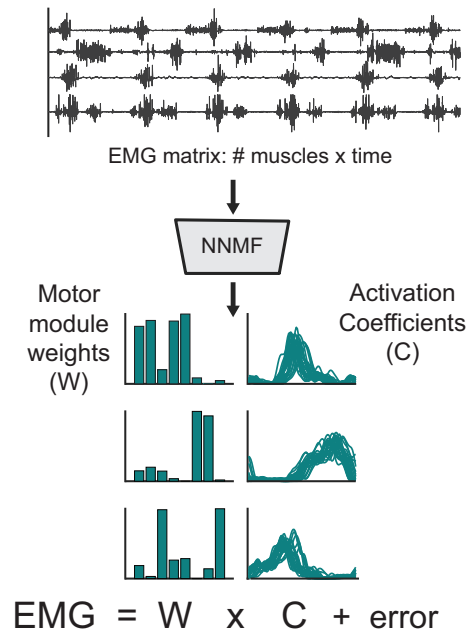 EMG matrix: # muscles x time
NNMF
Motor
module
weights
(W)
Activation
Coefficients
(C)
EMG = W x C + error